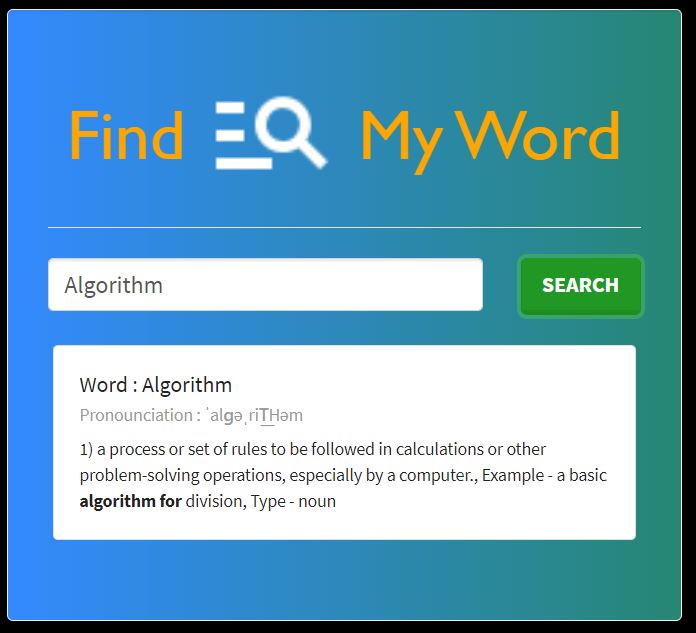 Find My Word
Algorithm
SEARCH
Word : Algorithm
Pronounciation : ˈalɡəˌriT͟Həm
1) a process or set of rules to be followed in calculations or other
problem-solving operations, especially by a computer., Example - a basic
algorithm for division, Type - noun